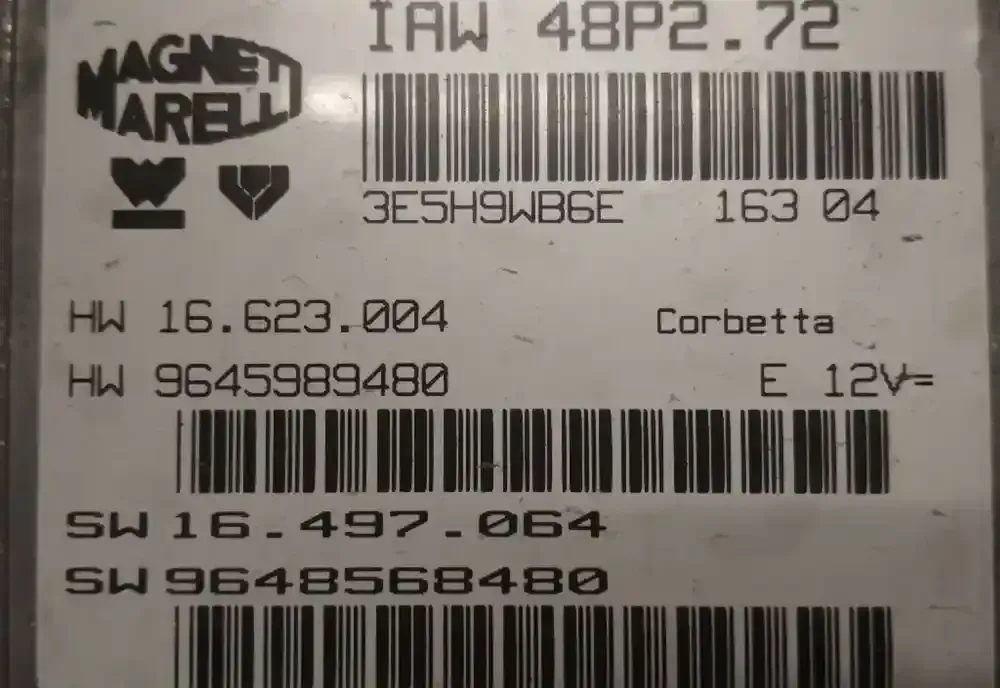 IAW 48P2.72
MAGNETI
MARELLI
3E5H9WB6E 163 04
HW 16.623.004 Corbetta
HW 9645989480 E 12V=
SW 16.497.064
SW 9648568480